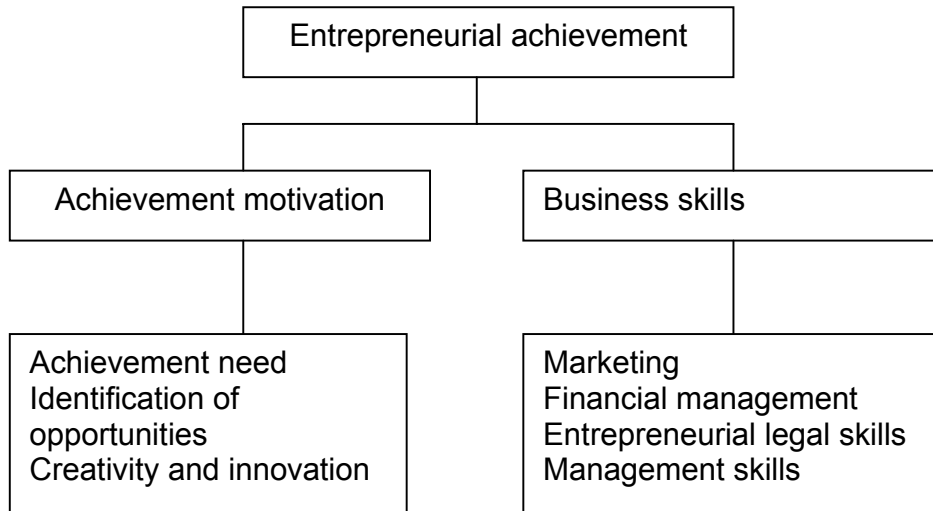 Entrepreneurial achievement
Achievement motivation
Business skills
Achievement need
Identification of
opportunities
Creativity and innovation
Marketing
Financial management
Entrepreneurial legal skills
Management skills